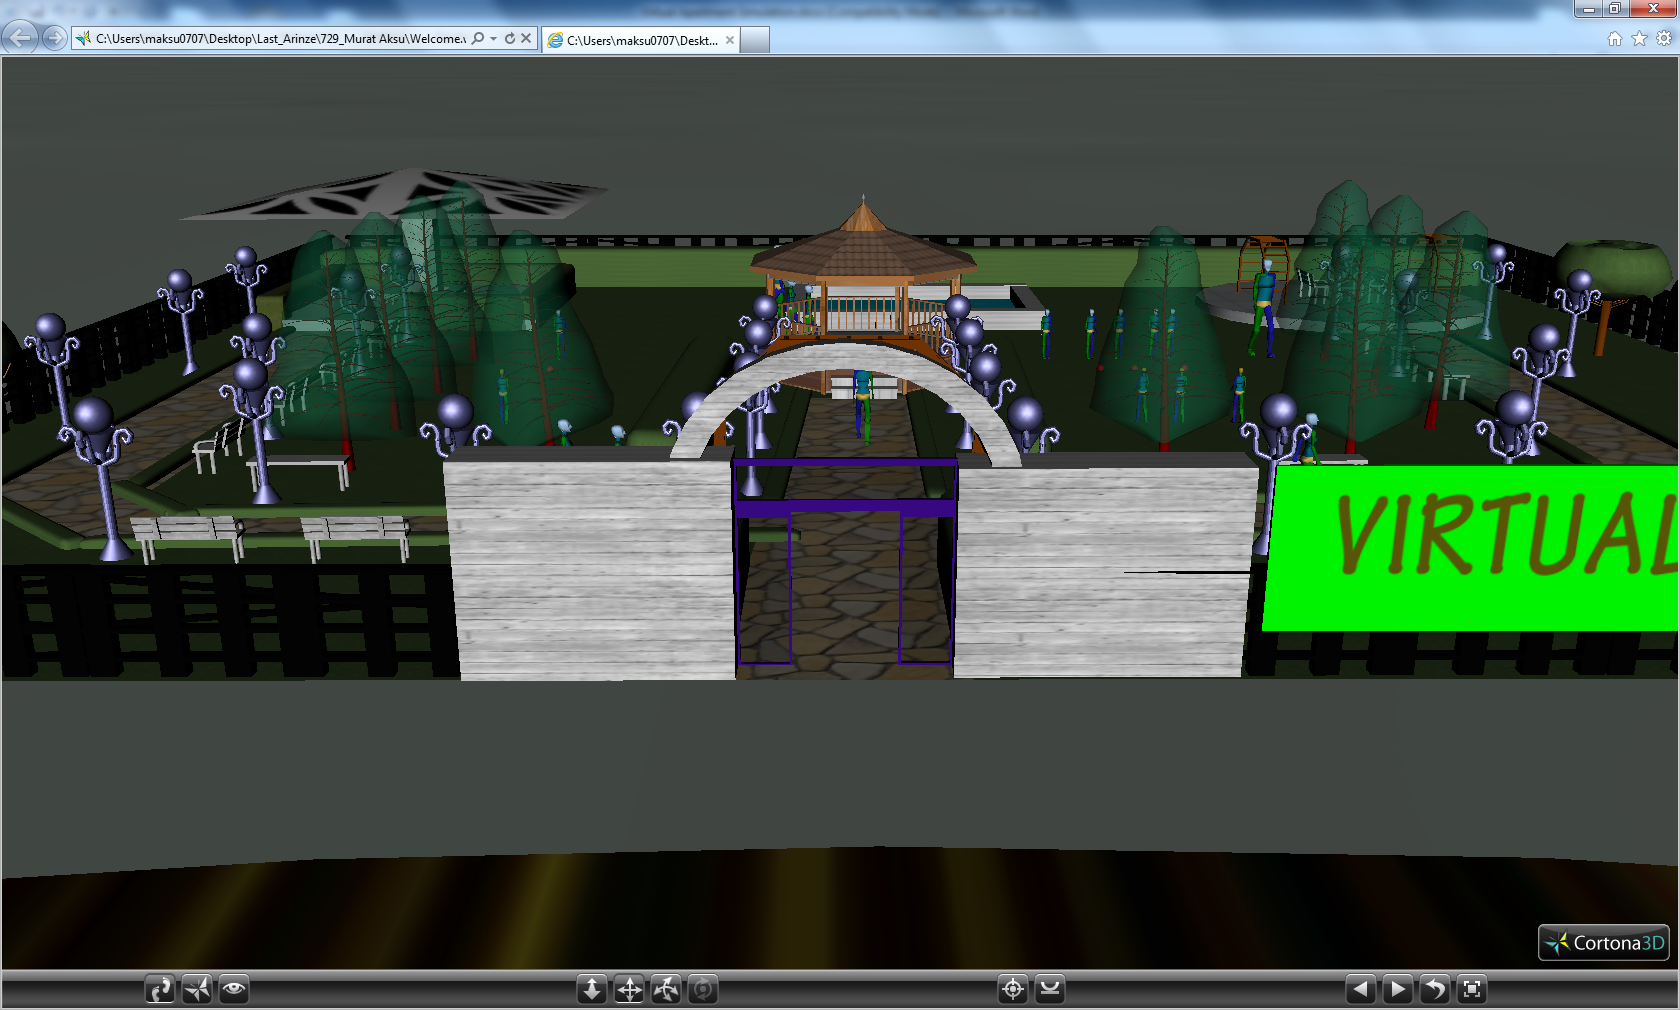 C:\Users\maksu0707\Desktop\Last_Arinze\729_Murat Aksu\Welcome.v
C:\Users\maksu0707\Deskt...
VIRTUAL
Cortona3D